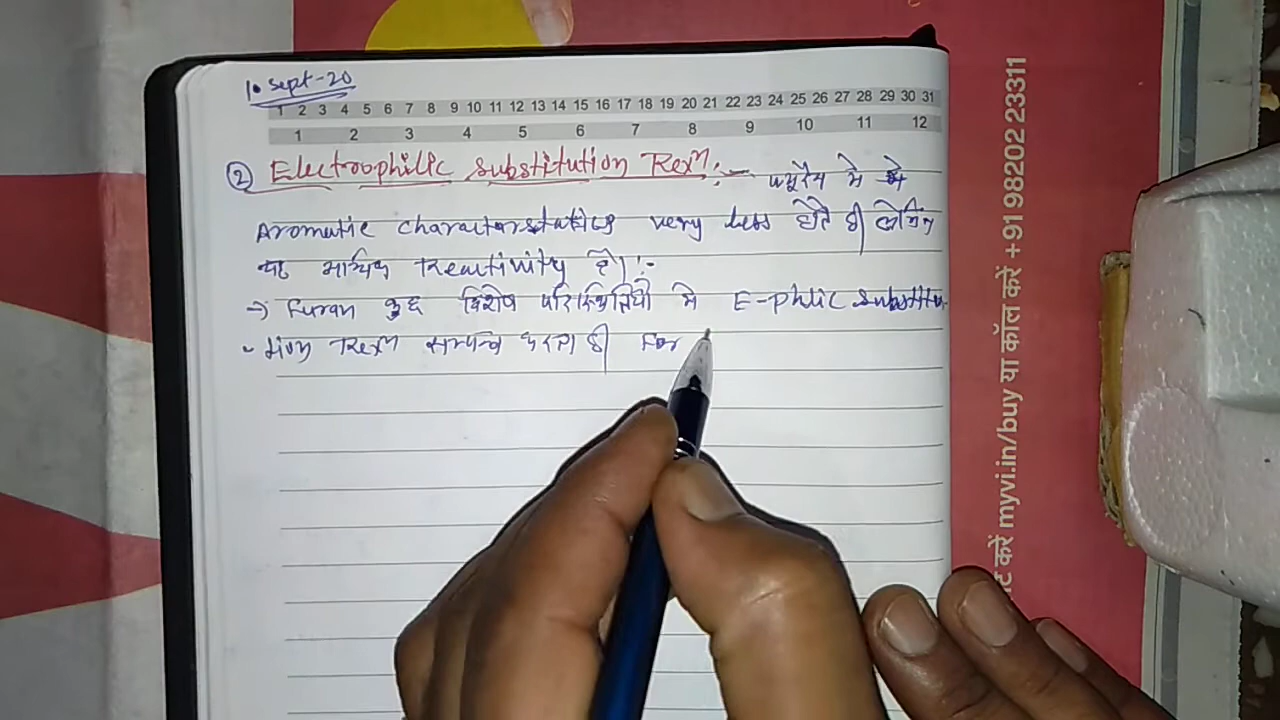 10 Sept-20
1 2 3 4 5 6 7 8 9 10 11 12 13 14 15 16 17 18 19 20 21 22 23 24 25 26 27 28 29 30 31
1 2 3 4 5 6 7 8 9 10 11 12
② Electroophilic substitution Rexⁿ:— फ्यूरैन मे
Aromatic very less होते है। लेकिन
यह Reactivity है।:-
→ Furan कुछ विशेष परिस्थितियों मे E-philic substitu-
-tion Rexⁿ सम्पन्न करता है। For
करें myvi.in/buy या कॉल करें +91 98202 23311